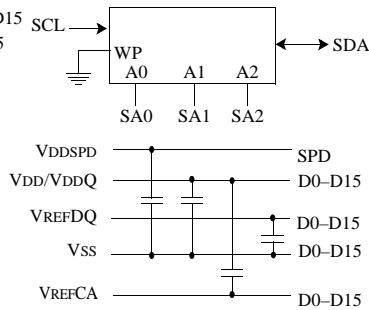 D15 SCL
WP
SDA
A0 A1 A2
SA0 SA1 SA2
VDDSPD SPD
VDD/VDDQ D0–D15
VREFDQ D0–D15
VSS D0–D15
VREFCA D0–D15